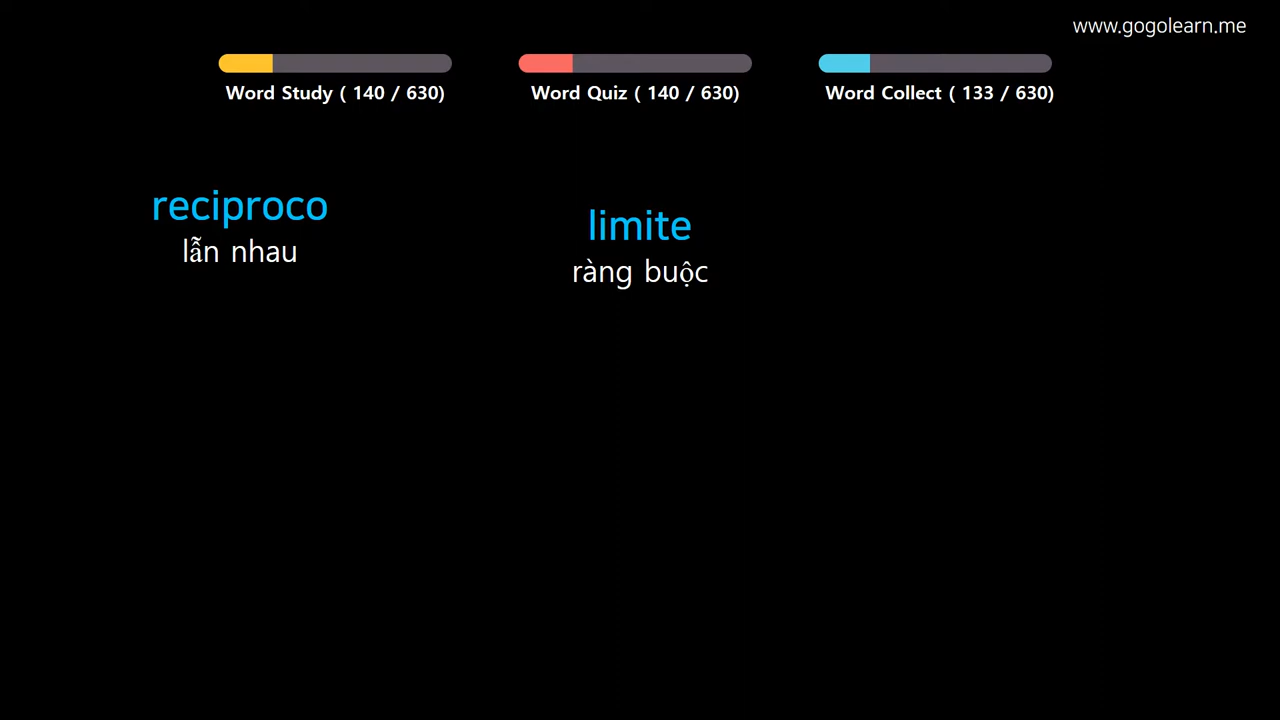 www.gogolearn.me
Word Study ( 140 / 630)
Word Quiz ( 140 / 630)
Word Collect ( 133 / 630)
reciproco
lẫn nhau
limite
ràng buộc